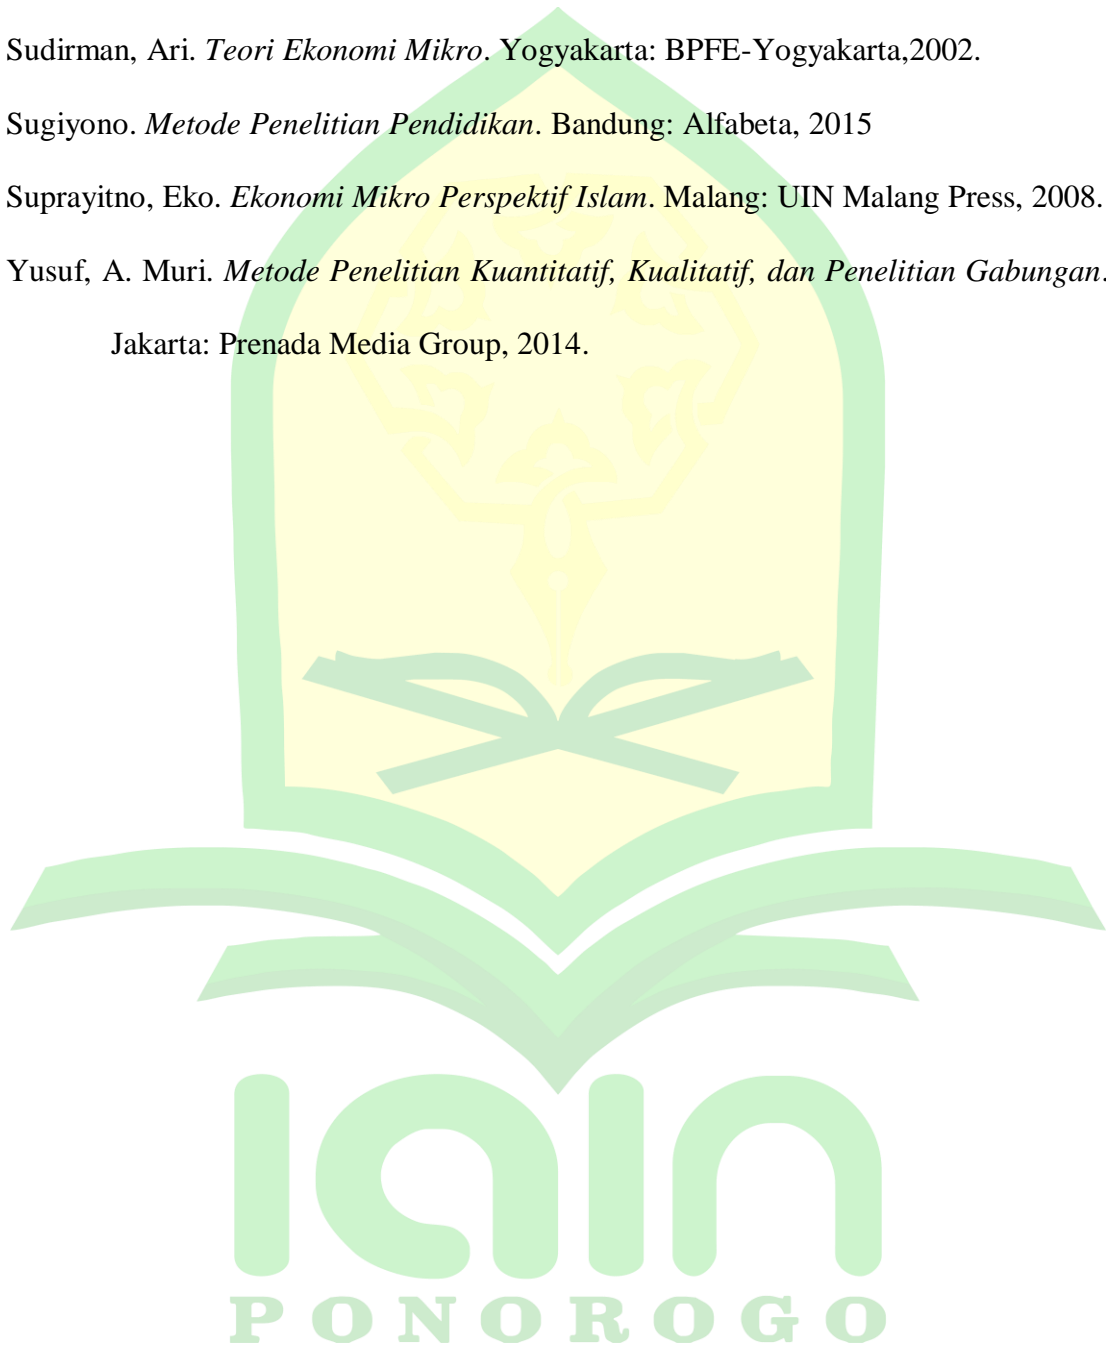 Sudirman, Ari. Teori Ekonomi Mikro. Yogyakarta: BPFE-Yogyakarta,2002.
Sugiyono. Metode Penelitian Pendidikan. Bandung: Alfabeta, 2015
Suprayitno, Eko. Ekonomi Mikro Perspektif Islam. Malang: UIN Malang Press, 2008.
Yusuf, A. Muri. Metode Penelitian Kuantitatif, Kualitatif, dan Penelitian Gabungan.
Jakarta: Prenada Media Group, 2014.
IAIN
PONOROGO